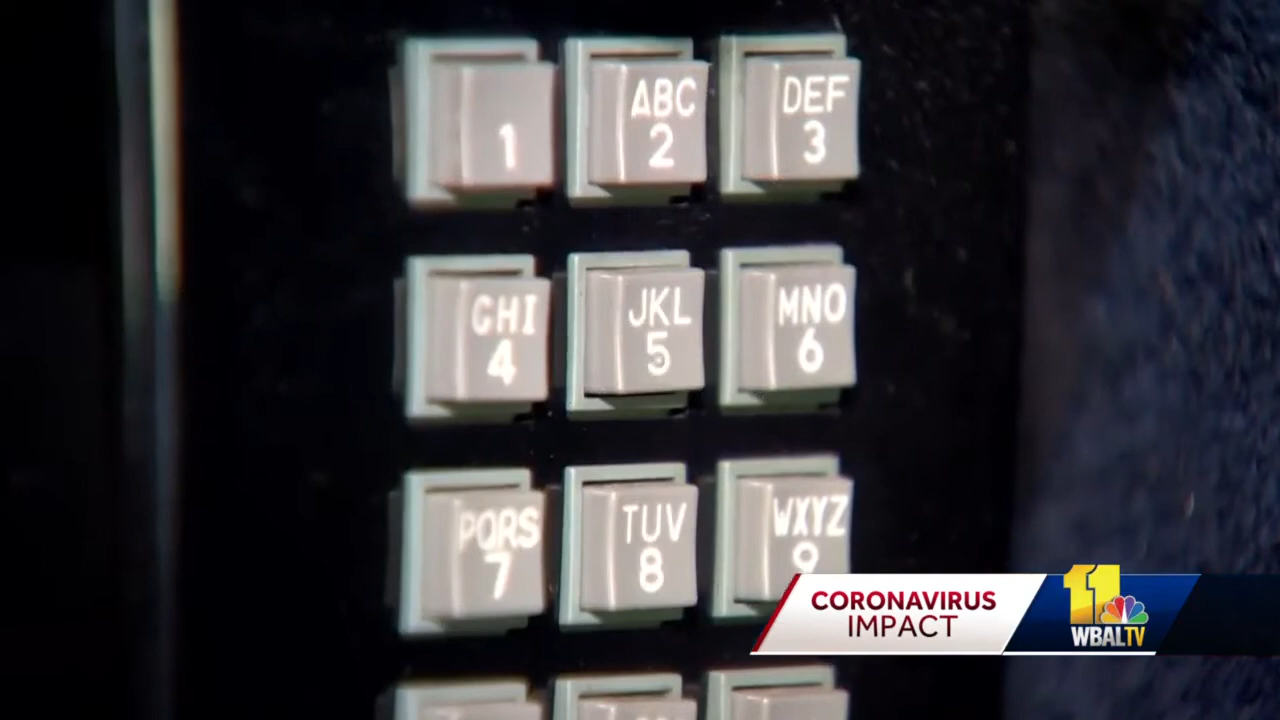 1
ABC
2
DEF
3
GHI
4
JKL
5
MNO
6
PQRS
7
TUV
8
WXYZ
9
CORONAVIRUS
IMPACT
11
WBALTV